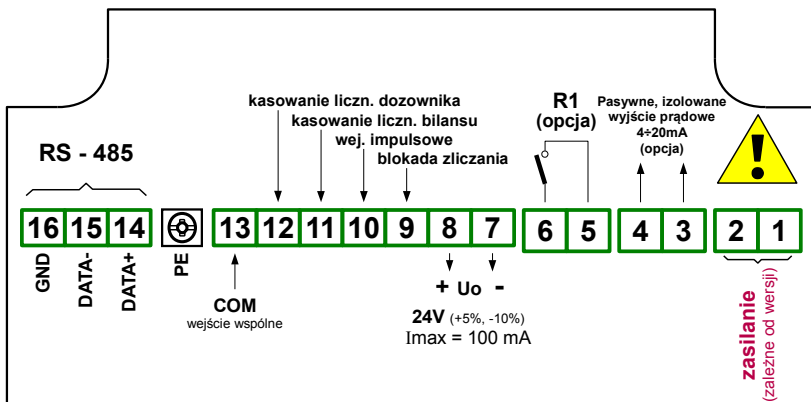 kasowanie liczn. dozownika
kasowanie liczn. bilansu
wej. impulsowe
blokada zliczania
R1
(opcja)
Pasywne, izolowane
wyjście prądowe
4÷20mA
(opcja)
RS - 485
16 15 14 13 12 11 10 9 8 7 6 5 4 3 2 1
GND
DATA-
DATA+
PE
COM
wejście wspólne
+ Uo -
24V (+5%, -10%)
Imax = 100 mA
zasilanie
(zależne od wersji)